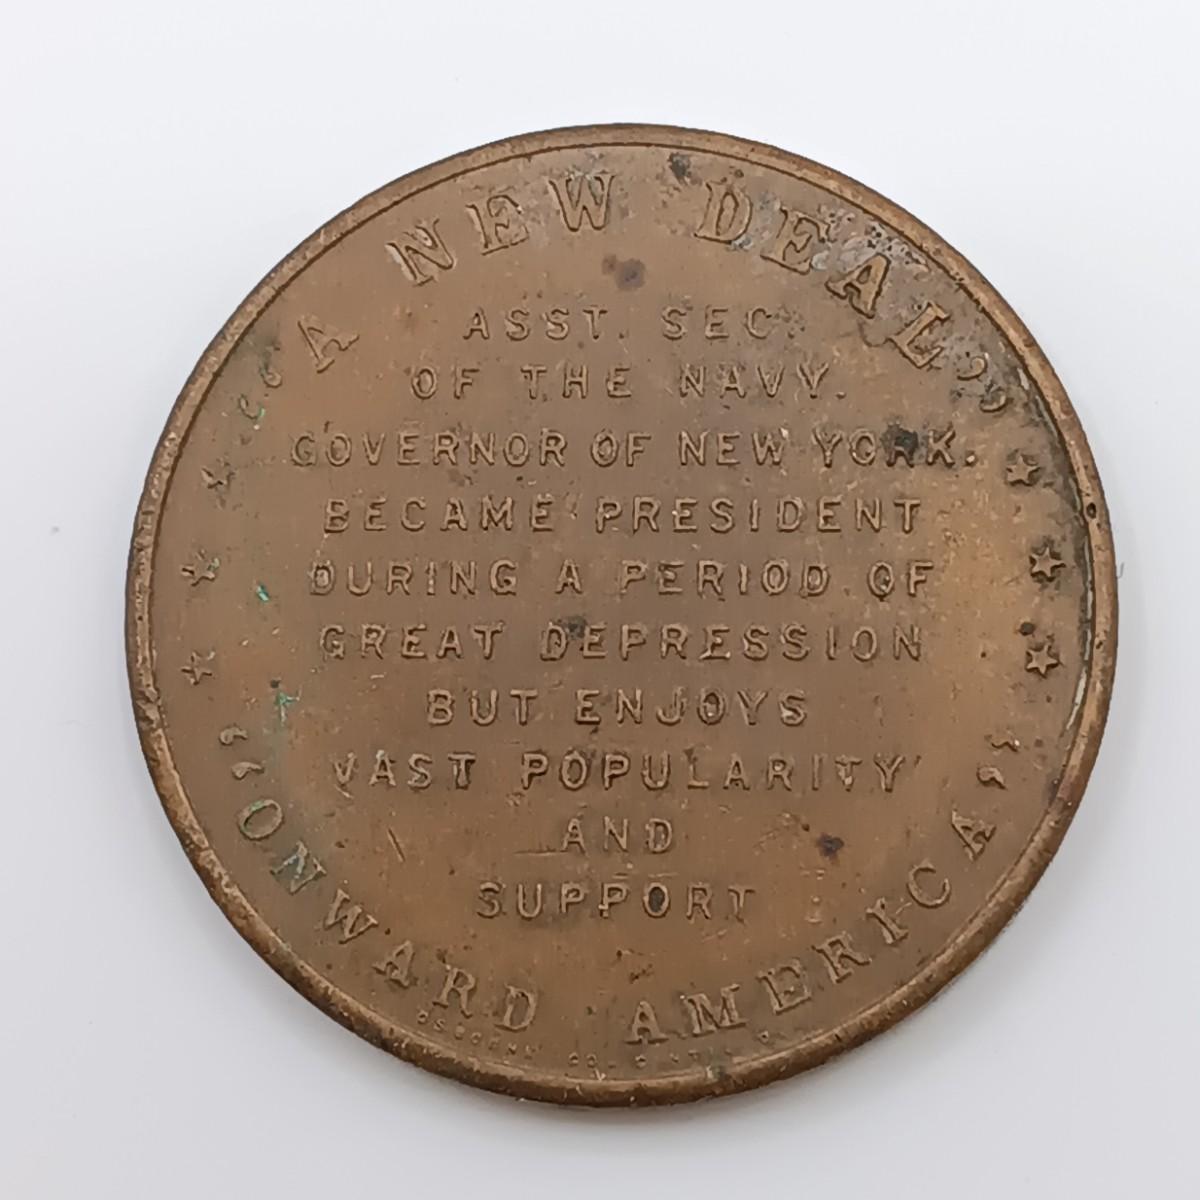 "A NEW DEAL"
ASST. SEC.
OF THE NAVY.
GOVERNOR OF NEW YORK.
BECAME PRESIDENT
DURING A PERIOD OF
GREAT DEPRESSION
BUT ENJOYS
VAST POPULARITY
AND
SUPPORT
"ONWARD AMERICA"
OSBORNE